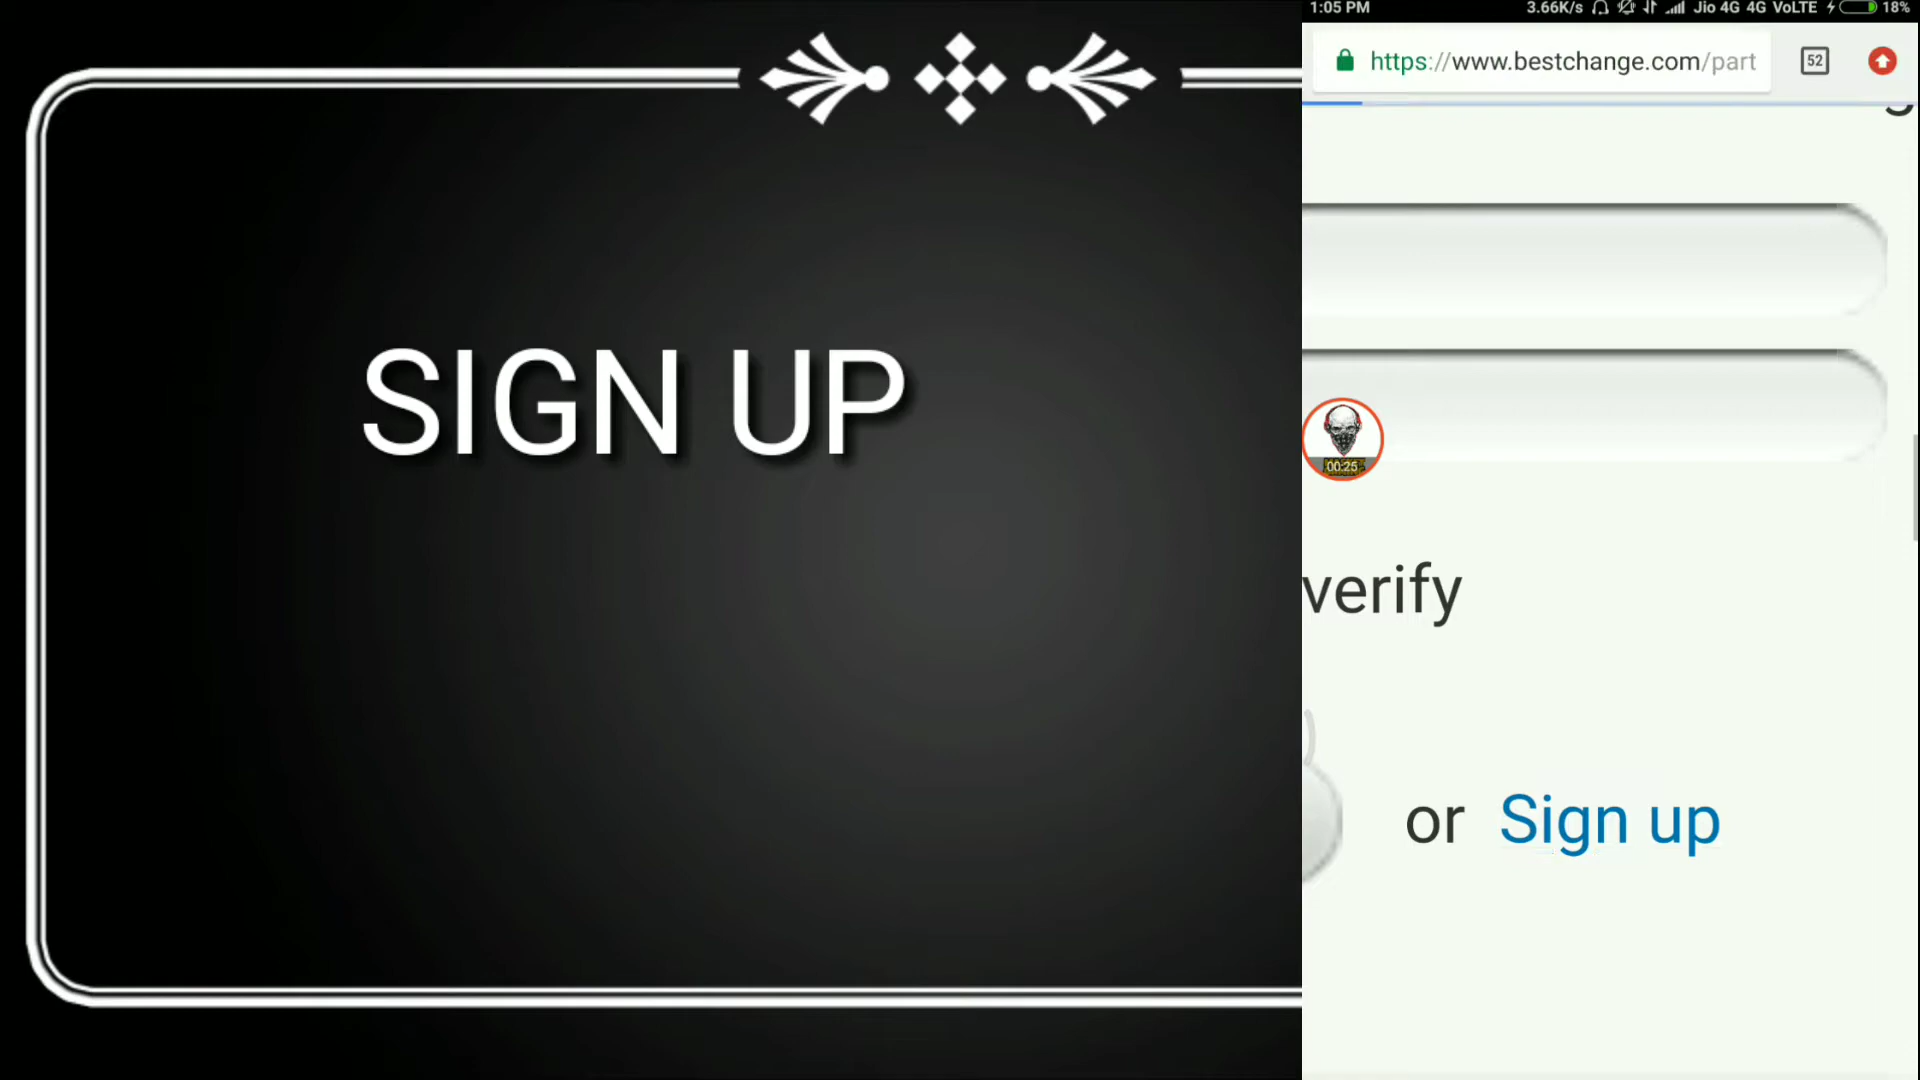 SIGN UP
1:05 PM
3.66K/s Jio 4G 4G VoLTE 18%
https://www.bestchange.com/part
52
00:25
verify
or Sign up